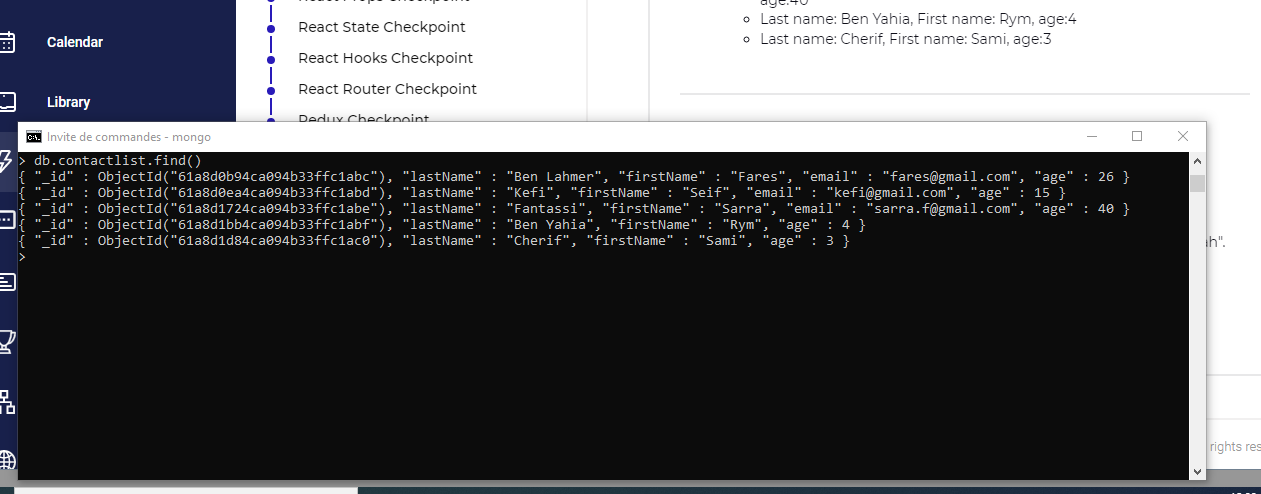 React Props Checkpoint
age:40
Calendar
React State Checkpoint
Last name: Ben Yahia, First name: Rym, age:4
Last name: Cherif, First name: Sami, age:3
React Hooks Checkpoint
React Router Checkpoint
Library
Redux Checkpoint
C:\.
Invite de commandes - mongo
> db.contactlist.find()
{ "_id" : ObjectId("61a8d0b94ca094b33ffc1abc"), "lastName" : "Ben Lahmer", "firstName" : "Fares", "email" : "fares@gmail.com", "age" : 26 }
{ "_id" : ObjectId("61a8d0ea4ca094b33ffc1abd"), "lastName" : "Kefi", "firstName" : "Seif", "email" : "kefi@gmail.com", "age" : 15 }
{ "_id" : ObjectId("61a8d1724ca094b33ffc1abe"), "lastName" : "Fantassi", "firstName" : "Sarra", "email" : "sarra.f@gmail.com", "age" : 40 }
{ "_id" : ObjectId("61a8d1bb4ca094b33ffc1abf"), "lastName" : "Ben Yahia", "firstName" : "Rym", "age" : 4 }
{ "_id" : ObjectId("61a8d1d84ca094b33ffc1ac0"), "lastName" : "Cherif", "firstName" : "Sami", "age" : 3 }
>
ah".
rights res